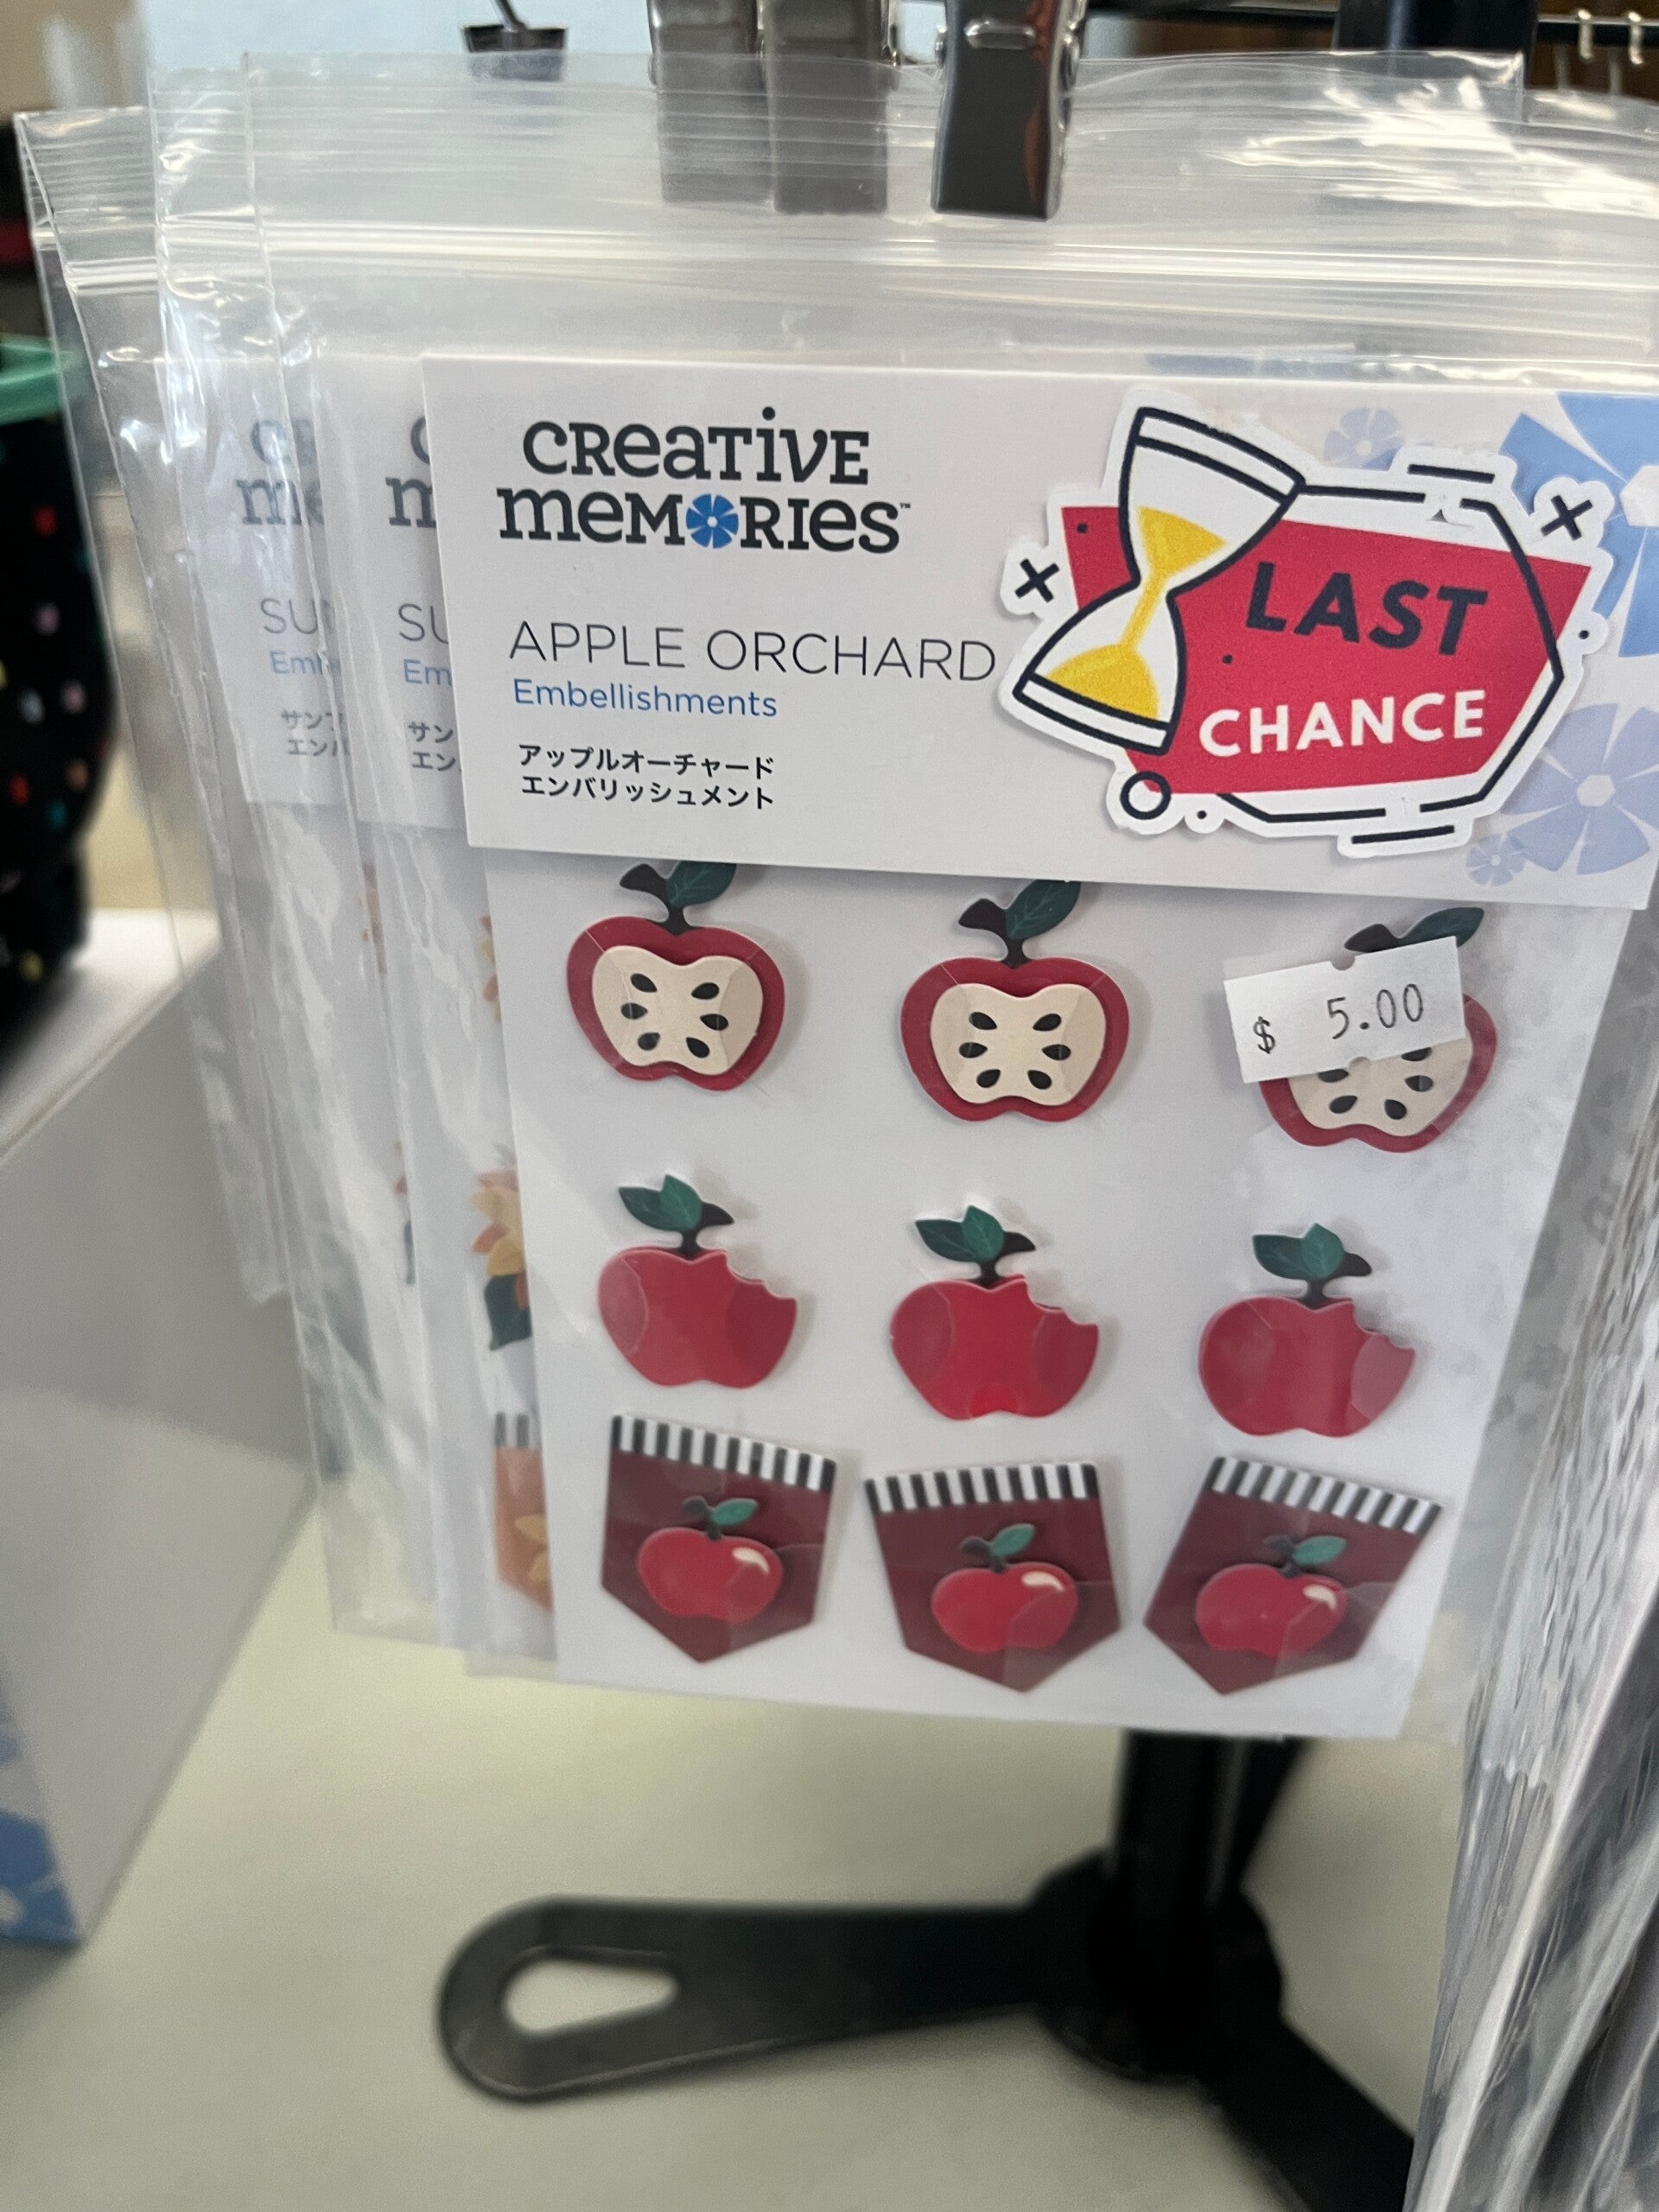 CReaTiVE
meMORIes™
APPLE ORCHARD
Embellishments
アップルオーチャード
エンバリッシュメント
LAST
CHANCE
$ 5.00